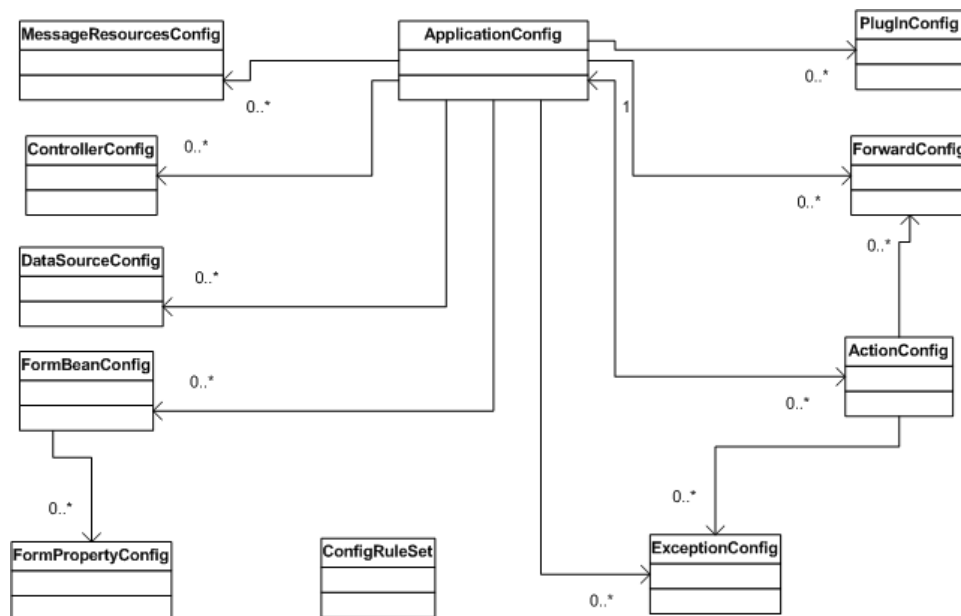 MessageResourcesConfig
ApplicationConfig
PlugInConfig
0..*
0..*
1
ControllerConfig
0..*
ForwardConfig
0..*
0..*
DataSourceConfig
0..*
ActionConfig
FormBeanConfig
0..*
0..*
0..*
0..*
FormPropertyConfig
ConfigRuleSet
ExceptionConfig
0..*